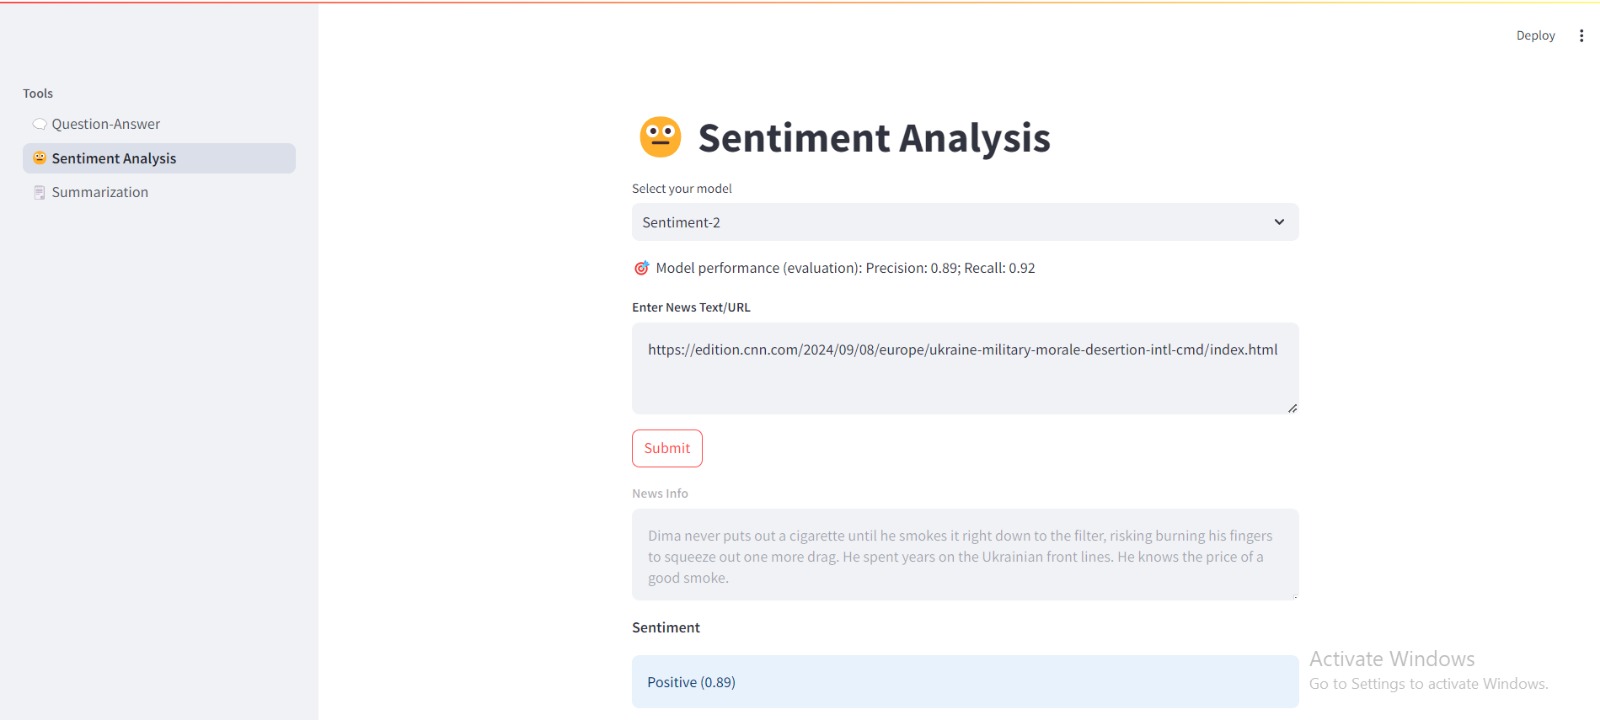 Deploy
Tools
Question-Answer
Sentiment Analysis
Summarization
Sentiment Analysis
Select your model
Sentiment-2
Model performance (evaluation): Precision: 0.89; Recall: 0.92
Enter News Text/URL
https://edition.cnn.com/2024/09/08/europe/ukraine-military-morale-desertion-intl-cmd/index.html
Submit
News Info
Dima never puts out a cigarette until he smokes it right down to the filter, risking burning his fingers
to squeeze out one more drag. He spent years on the Ukrainian front lines. He knows the price of a
good smoke.
Sentiment
Positive (0.89)
Activate Windows
Go to Settings to activate Windows.